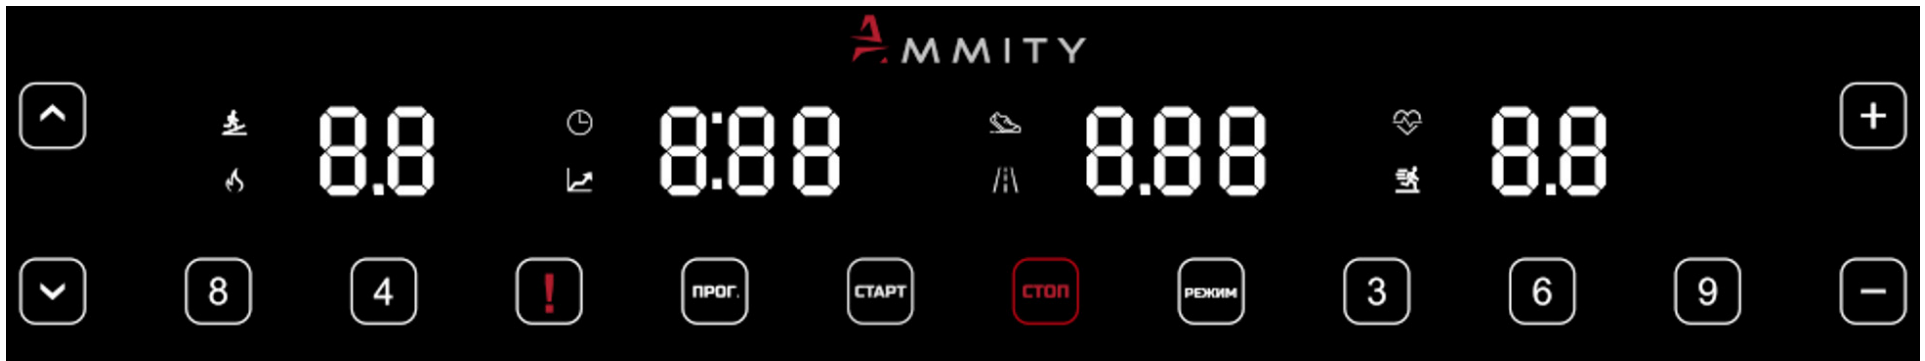 AMMITY
8.8 8:88 8.88 8.8
+
8 4 ! ПРОГ. СТАРТ СТОП РЕЖИМ 3 6 9 −